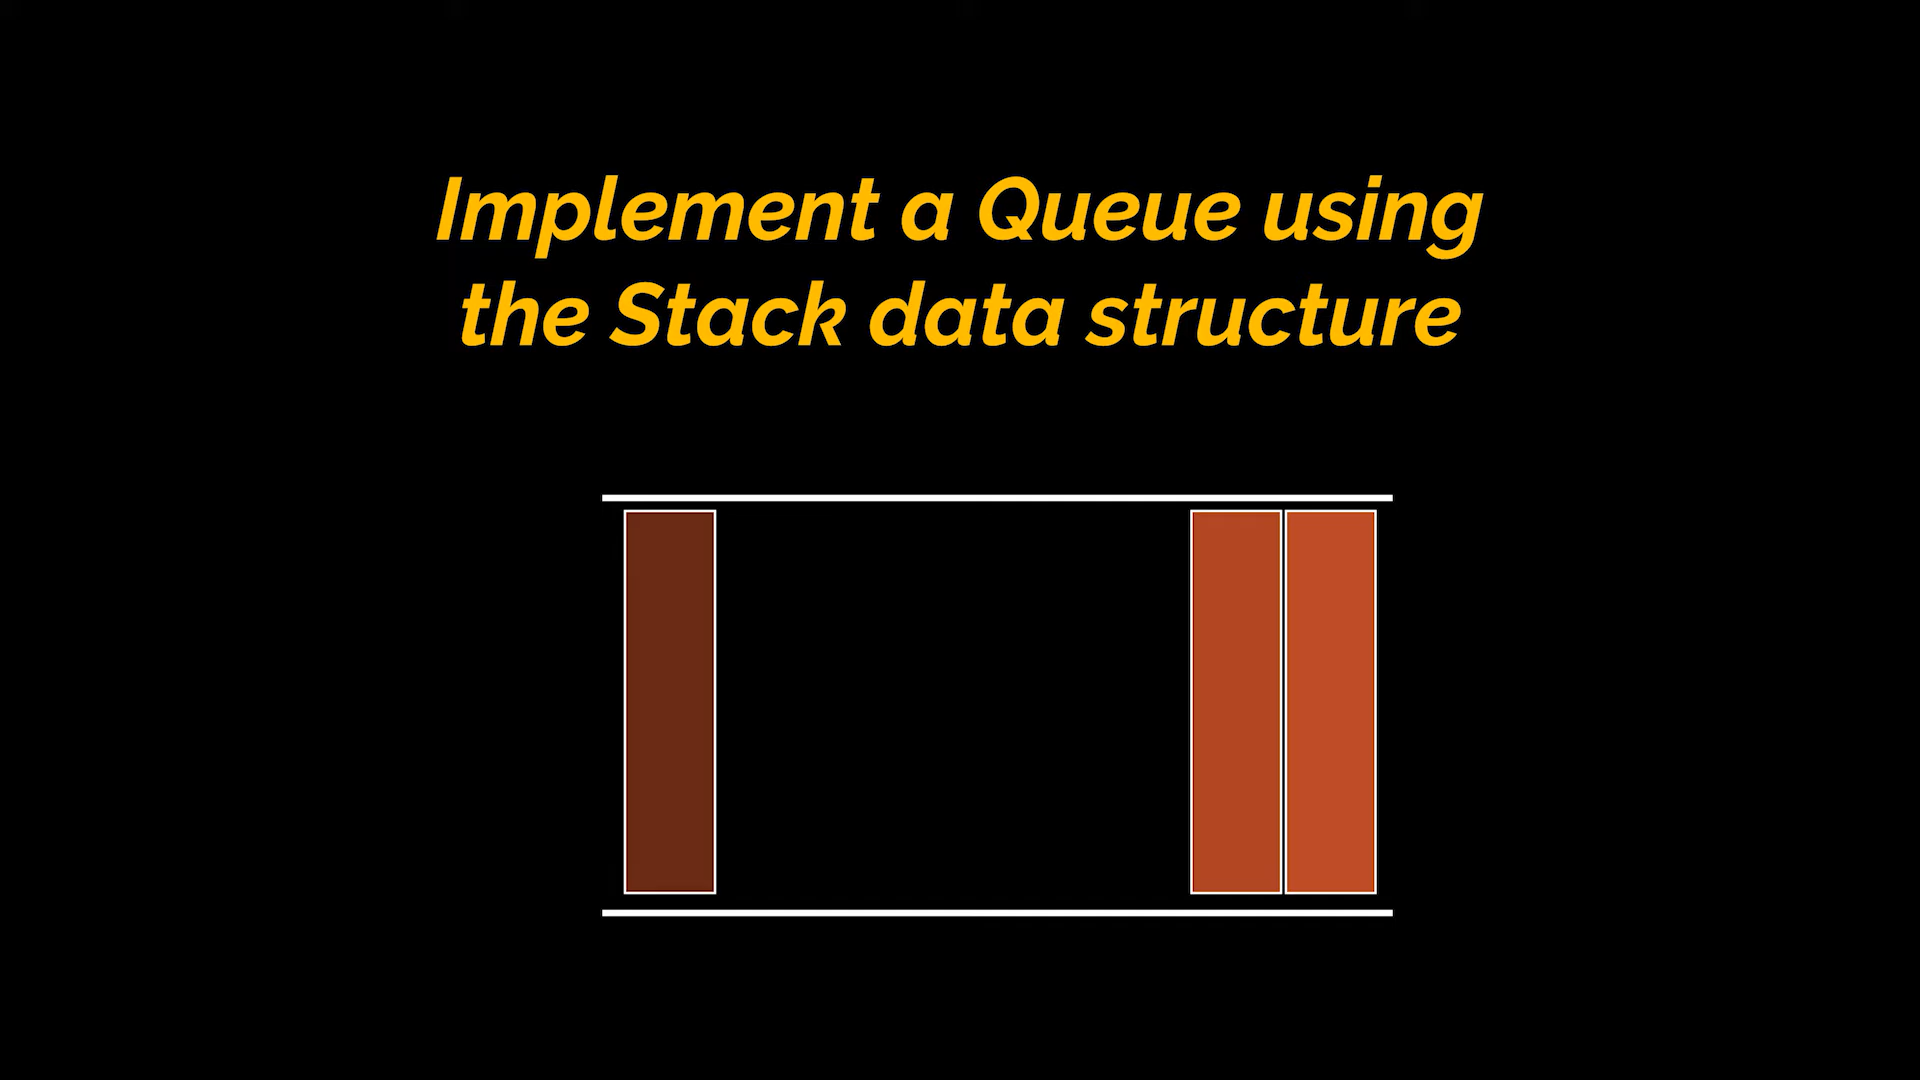 Implement a Queue using
the Stack data structure